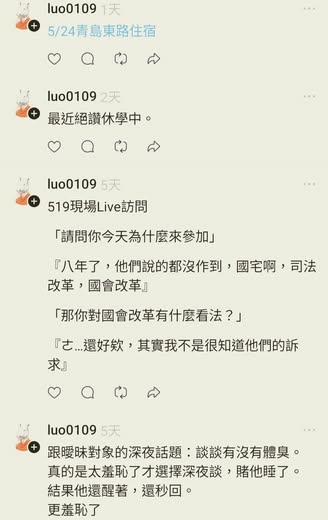 luo0109 1天
5/24青島東路住宿
luo0109 2天
最近絕讚休學中。
luo0109 5天
519現場Live訪問
「請問你今天為什麼來參加」
『八年了，他們說的都沒作到，國宅啊，司法
改革，國會改革』
「那你對國會改革有什麼看法？」
『ㄜ...還好欸，其實我不是很知道他們的訴
求』
luo0109 5天
跟曖昧對象的深夜話題：談談有沒有體臭。
真的是太羞恥了才選擇深夜談，賭他睡了。
結果他還醒著，還秒回。
更羞恥了